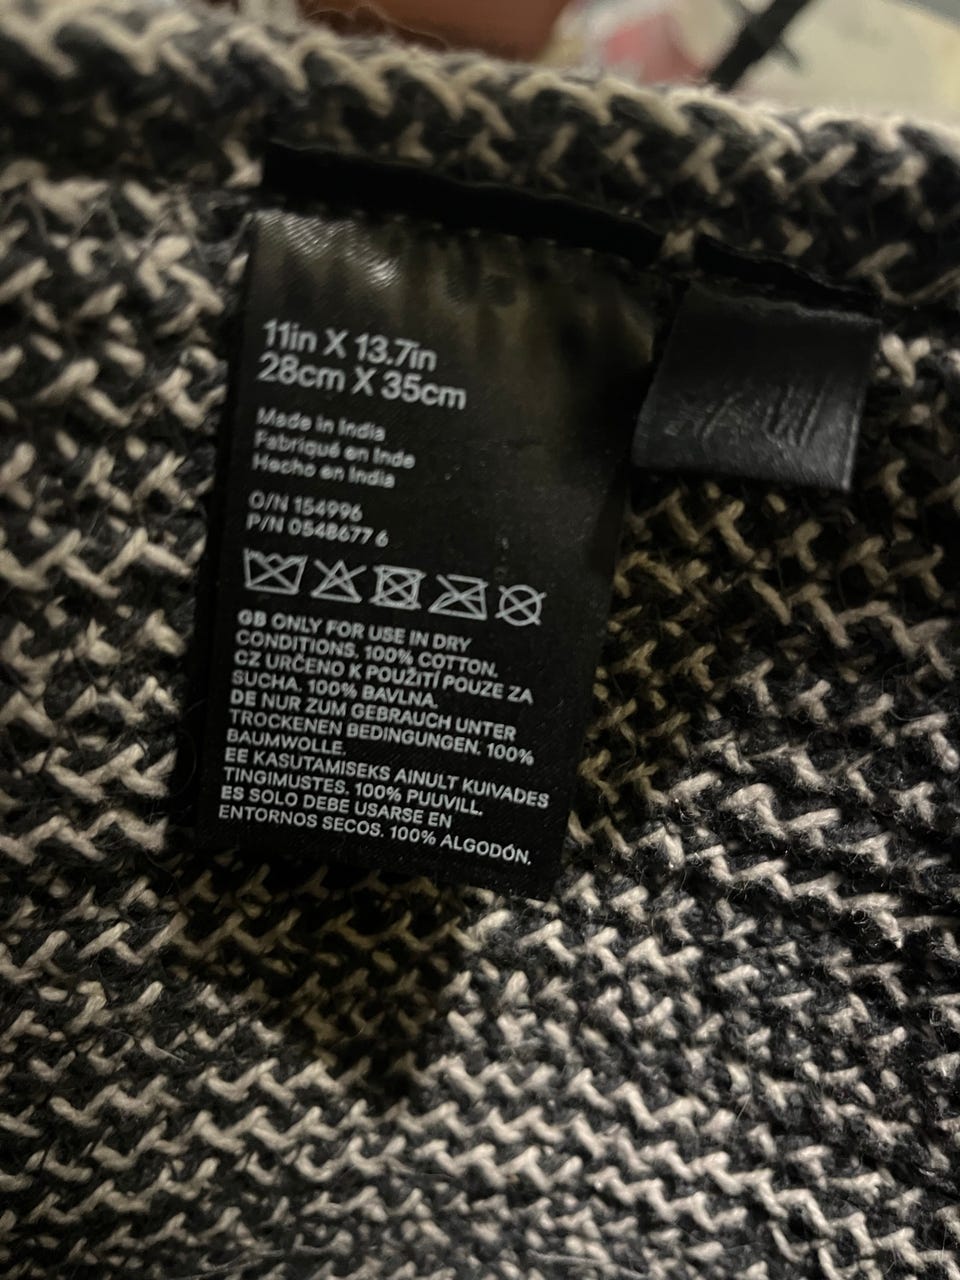 11in X 13.7in
28cm X 35cm
Made in India
Fabriqué en Inde
Hecho en India
O/N 154996
P/N 0548677 6
GB ONLY FOR USE IN DRY
CONDITIONS. 100% COTTON.
CZ URČENO K POUŽITÍ POUZE ZA
SUCHA. 100% BAVLNA.
DE NUR ZUM GEBRAUCH UNTER
TROCKENEN BEDINGUNGEN. 100%
BAUMWOLLE.
EE KASUTAMISEKS AINULT KUIVADES
TINGIMUSTES. 100% PUUVILL.
ES SOLO DEBE USARSE EN
ENTORNOS SECOS. 100% ALGODÓN.